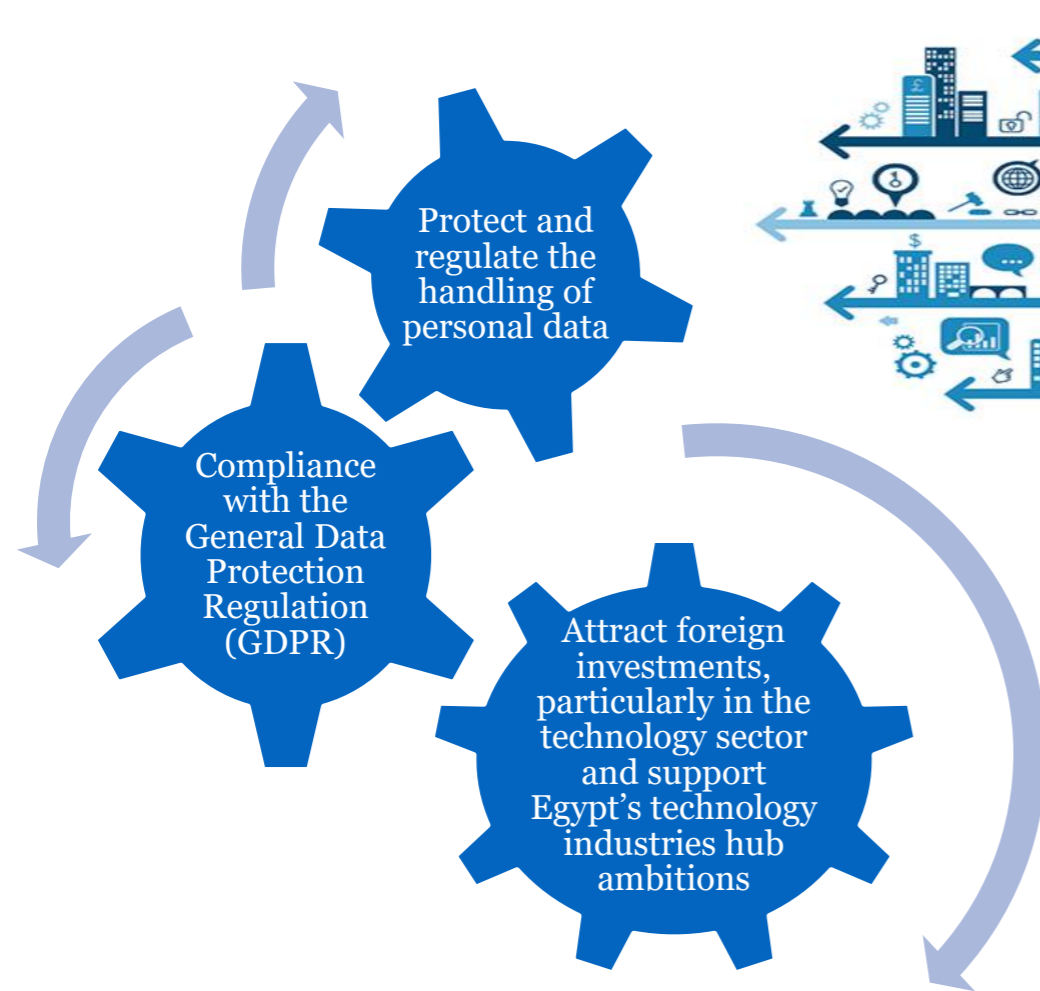 Protect and
regulate the
handling of
personal data
Compliance
with the
General Data
Protection
Regulation
(GDPR)
Attract foreign
investments,
particularly in the
technology sector
and support
Egypt’s technology
industries hub
ambitions
£
$